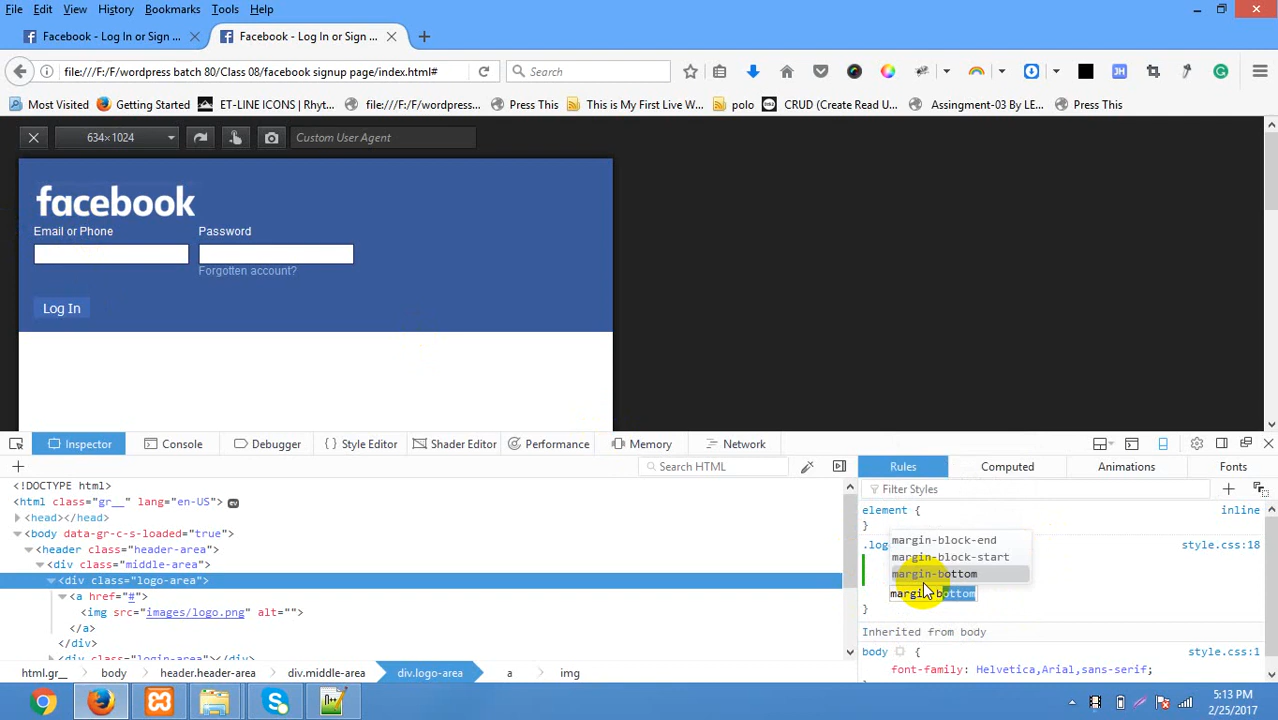 File Edit View History Bookmarks Tools Help
Facebook - Log In or Sign ... Facebook - Log In or Sign ...
file:///F:/F/wordpress batch 80/Class 08/facebook signup page/index.html# Search
Most Visited Getting Started ET-LINE ICONS | Rhyt... file:///F:/F/wordpress... Press This This is My First Live W... polo CRUD (Create Read U... Assingment-03 By LE... Press This
634×1024 Custom User Agent
facebook
Email or Phone Password
Forgotten account?
Log In
Inspector Console Debugger Style Editor Shader Editor Performance Memory Network
Search HTML
Rules Computed Animations Fonts
Filter Styles
<!DOCTYPE html>
<html class="gr__" lang="en-US"> ev
<head></head>
<body data-gr-c-s-loaded="true">
<header class="header-area">
<div class="middle-area">
<div class="logo-area">
<a href="#">
<img src="images/logo.png" alt="">
</a>
</div>
<div class="login-area"></div>
element { inline
}
.log style.css:18
margin-block-end
margin-block-start
margin-bottom
margin-bottom
}
Inherited from body
body { style.css:1
font-family: Helvetica,Arial,sans-serif;
html.gr__ body header.header-area div.middle-area div.logo-area a img
5:13 PM
2/25/2017